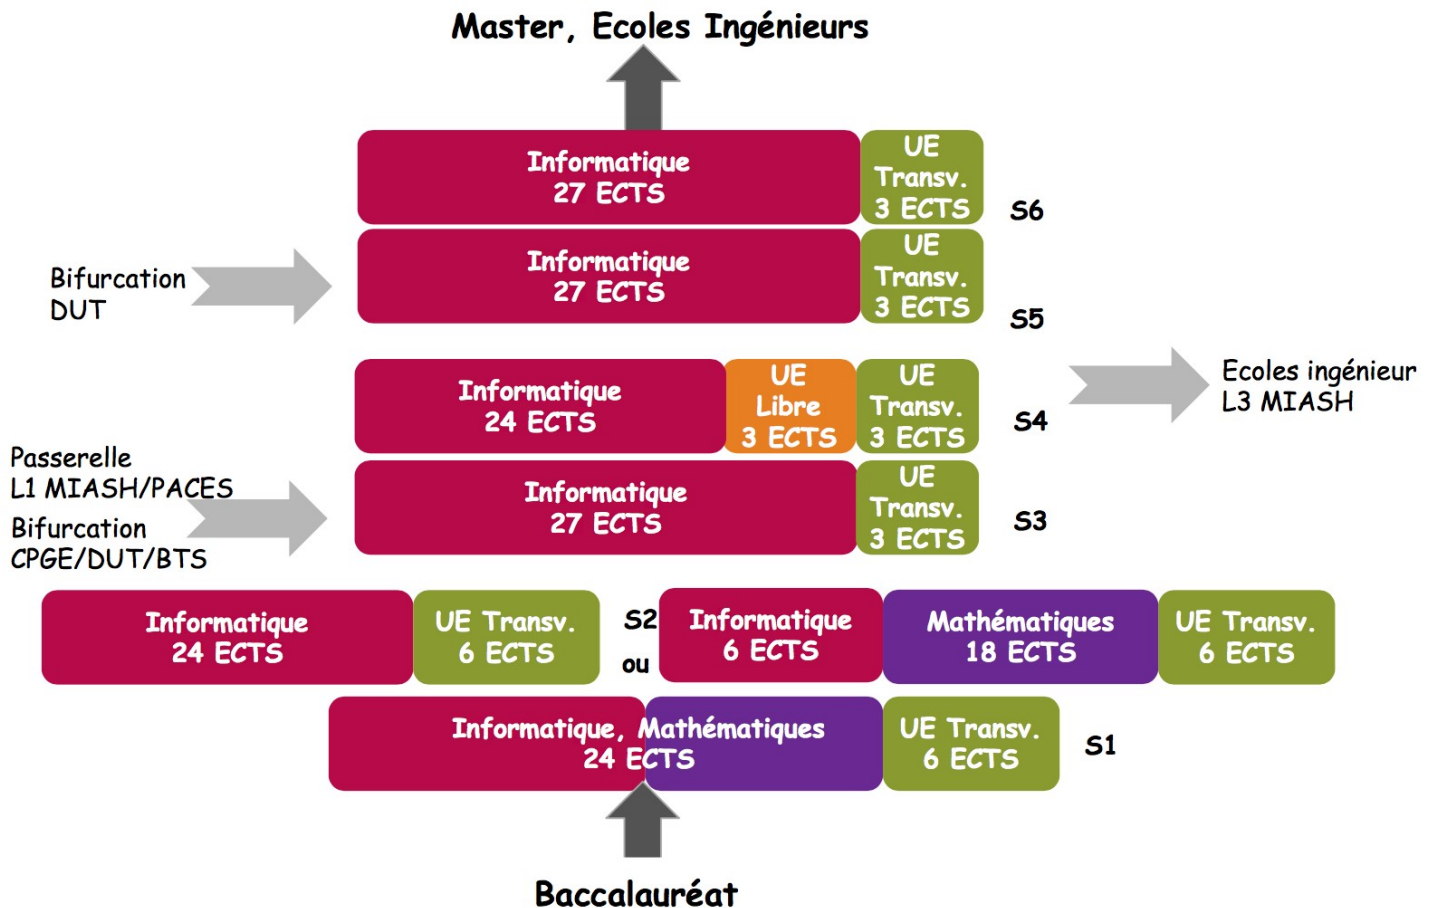 Master, Ecoles Ingénieurs
Informatique
27 ECTS
UE
Transv.
3 ECTS
S6
Bifurcation
DUT
Informatique
27 ECTS
UE
Transv.
3 ECTS
S5
Informatique
24 ECTS
UE
Libre
3 ECTS
UE
Transv.
3 ECTS
S4
Ecoles ingénieur
L3 MIASH
Passerelle
L1 MIASH/PACES
Bifurcation
CPGE/DUT/BTS
Informatique
27 ECTS
UE
Transv.
3 ECTS
S3
Informatique
24 ECTS
UE Transv.
6 ECTS
S2
ou
Informatique
6 ECTS
Mathématiques
18 ECTS
UE Transv.
6 ECTS
Informatique, Mathématiques
24 ECTS
UE Transv.
6 ECTS
S1
Baccalauréat